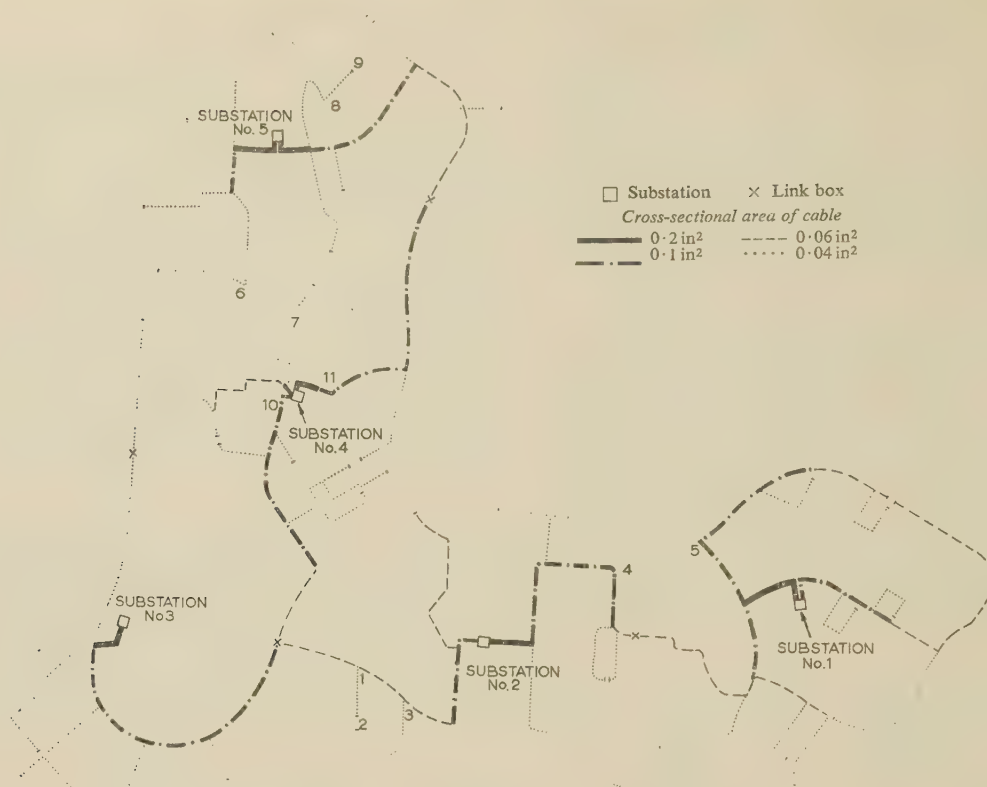 9
8
SUBSTATION
No. 5
□ Substation × Link box
Cross-sectional area of cable
0·2 in² 0·06 in²
0·1 in² 0·04 in²
6
7
11
10
SUBSTATION
No. 4
5
4
SUBSTATION
No3
SUBSTATION
No. 1
SUBSTATION
No. 2
1
2
3